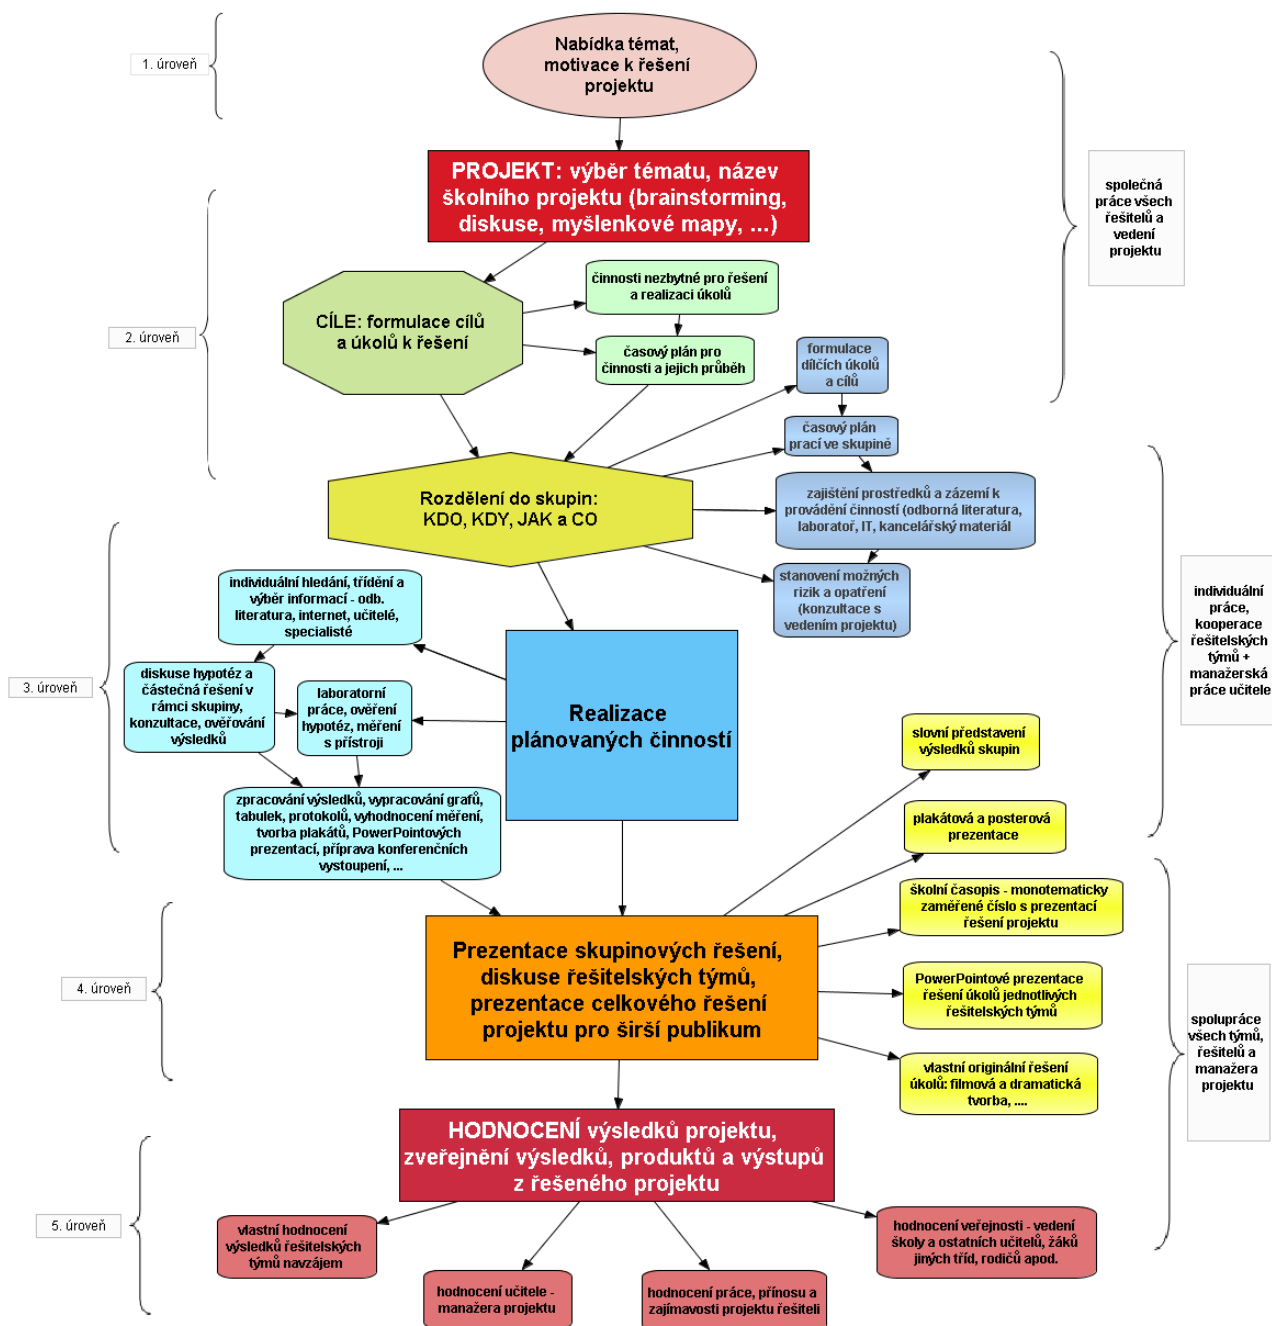 1. úroveň
Nabídka témat,
motivace k řešení
projektu
PROJEKT: výběr tématu, název
školního projektu (brainstorming,
diskuse, myšlenkové mapy, ...)
společná
práce všech
řešitelů a
vedení
projektu
2. úroveň
CÍLE: formulace cílů
a úkolů k řešení
činnosti nezbytné pro řešení
a realizaci úkolů
časový plán pro
činnosti a jejich průběh
formulace
dílčích úkolů
a cílů
časový plán
prací ve skupině
Rozdělení do skupin:
KDO, KDY, JAK a CO
zajištění prostředků a zázemí k
provádění činností (odborná literatura,
laboratoř, IT, kancelářský materiál
stanovení možných
rizik a opatření
(konzultace s
vedením projektu)
individuální
práce,
kooperace
řešitelských
týmů +
manažerská
práce učitele
3. úroveň
individuální hledání, třídění a
výběr informací - odb.
literatura, internet, učitelé,
specialisté
diskuse hypotéz a
částečná řešení v
rámci skupiny,
konzultace, ověřování
výsledků
laboratorní
práce, ověření
hypotéz, měření
s přístroji
Realizace
plánovaných činností
zpracování výsledků, vypracování grafů,
tabulek, protokolů, vyhodnocení měření,
tvorba plakátů, PowerPointových
prezentací, příprava konferenčních
vystoupení, ...
slovní představení
výsledků skupin
plakátová a posterová
prezentace
školní časopis - monotematicky
zaměřené číslo s prezentací
řešení projektu
4. úroveň
Prezentace skupinových řešení,
diskuse řešitelských týmů,
prezentace celkového řešení
projektu pro širší publikum
PowerPointové prezentace
řešení úkolů jednotlivých
řešitelských týmů
vlastní originální řešení
úkolů: filmová a dramatická
tvorba, ....
spolupráce
všech týmů,
řešitelů a
manažera
projektu
HODNOCENÍ výsledků projektu,
zveřejnění výsledků, produktů a výstupů
z řešeného projektu
5. úroveň
vlastní hodnocení
výsledků řešitelských
týmů navzájem
hodnocení učitele -
manažera projektu
hodnocení práce, přínosu a
zajímavosti projektu řešiteli
hodnocení veřejnosti - vedení
školy a ostatních učitelů, žáků
jiných tříd, rodičů apod.